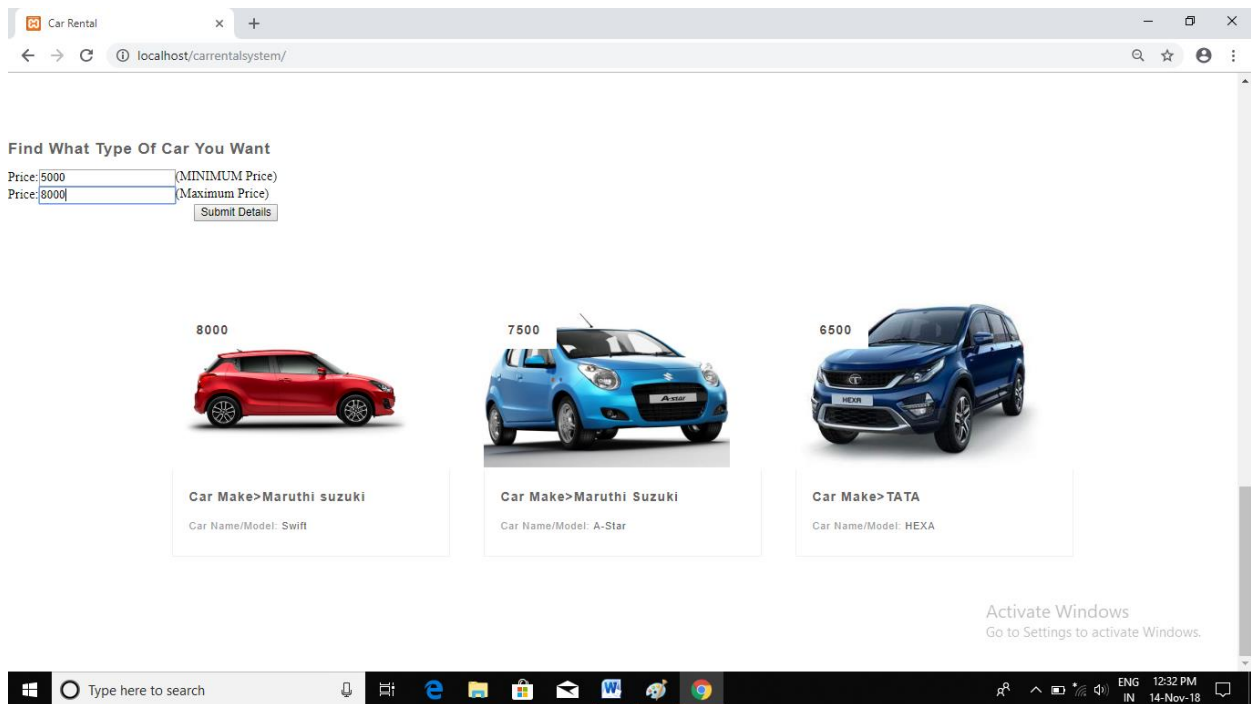 Car Rental
localhost/carrentalsystem/
Find What Type Of Car You Want
Price: 5000 (MINIMUM Price)
Price: 8000 (Maximum Price)
Submit Details
8000
7500
6500
A-star
HEXA
Car Make>Maruthi suzuki
Car Name/Model: Swift
Car Make>Maruthi Suzuki
Car Name/Model: A-Star
Car Make>TATA
Car Name/Model: HEXA
Activate Windows
Go to Settings to activate Windows.
Type here to search
ENG
IN
12:32 PM
14-Nov-18